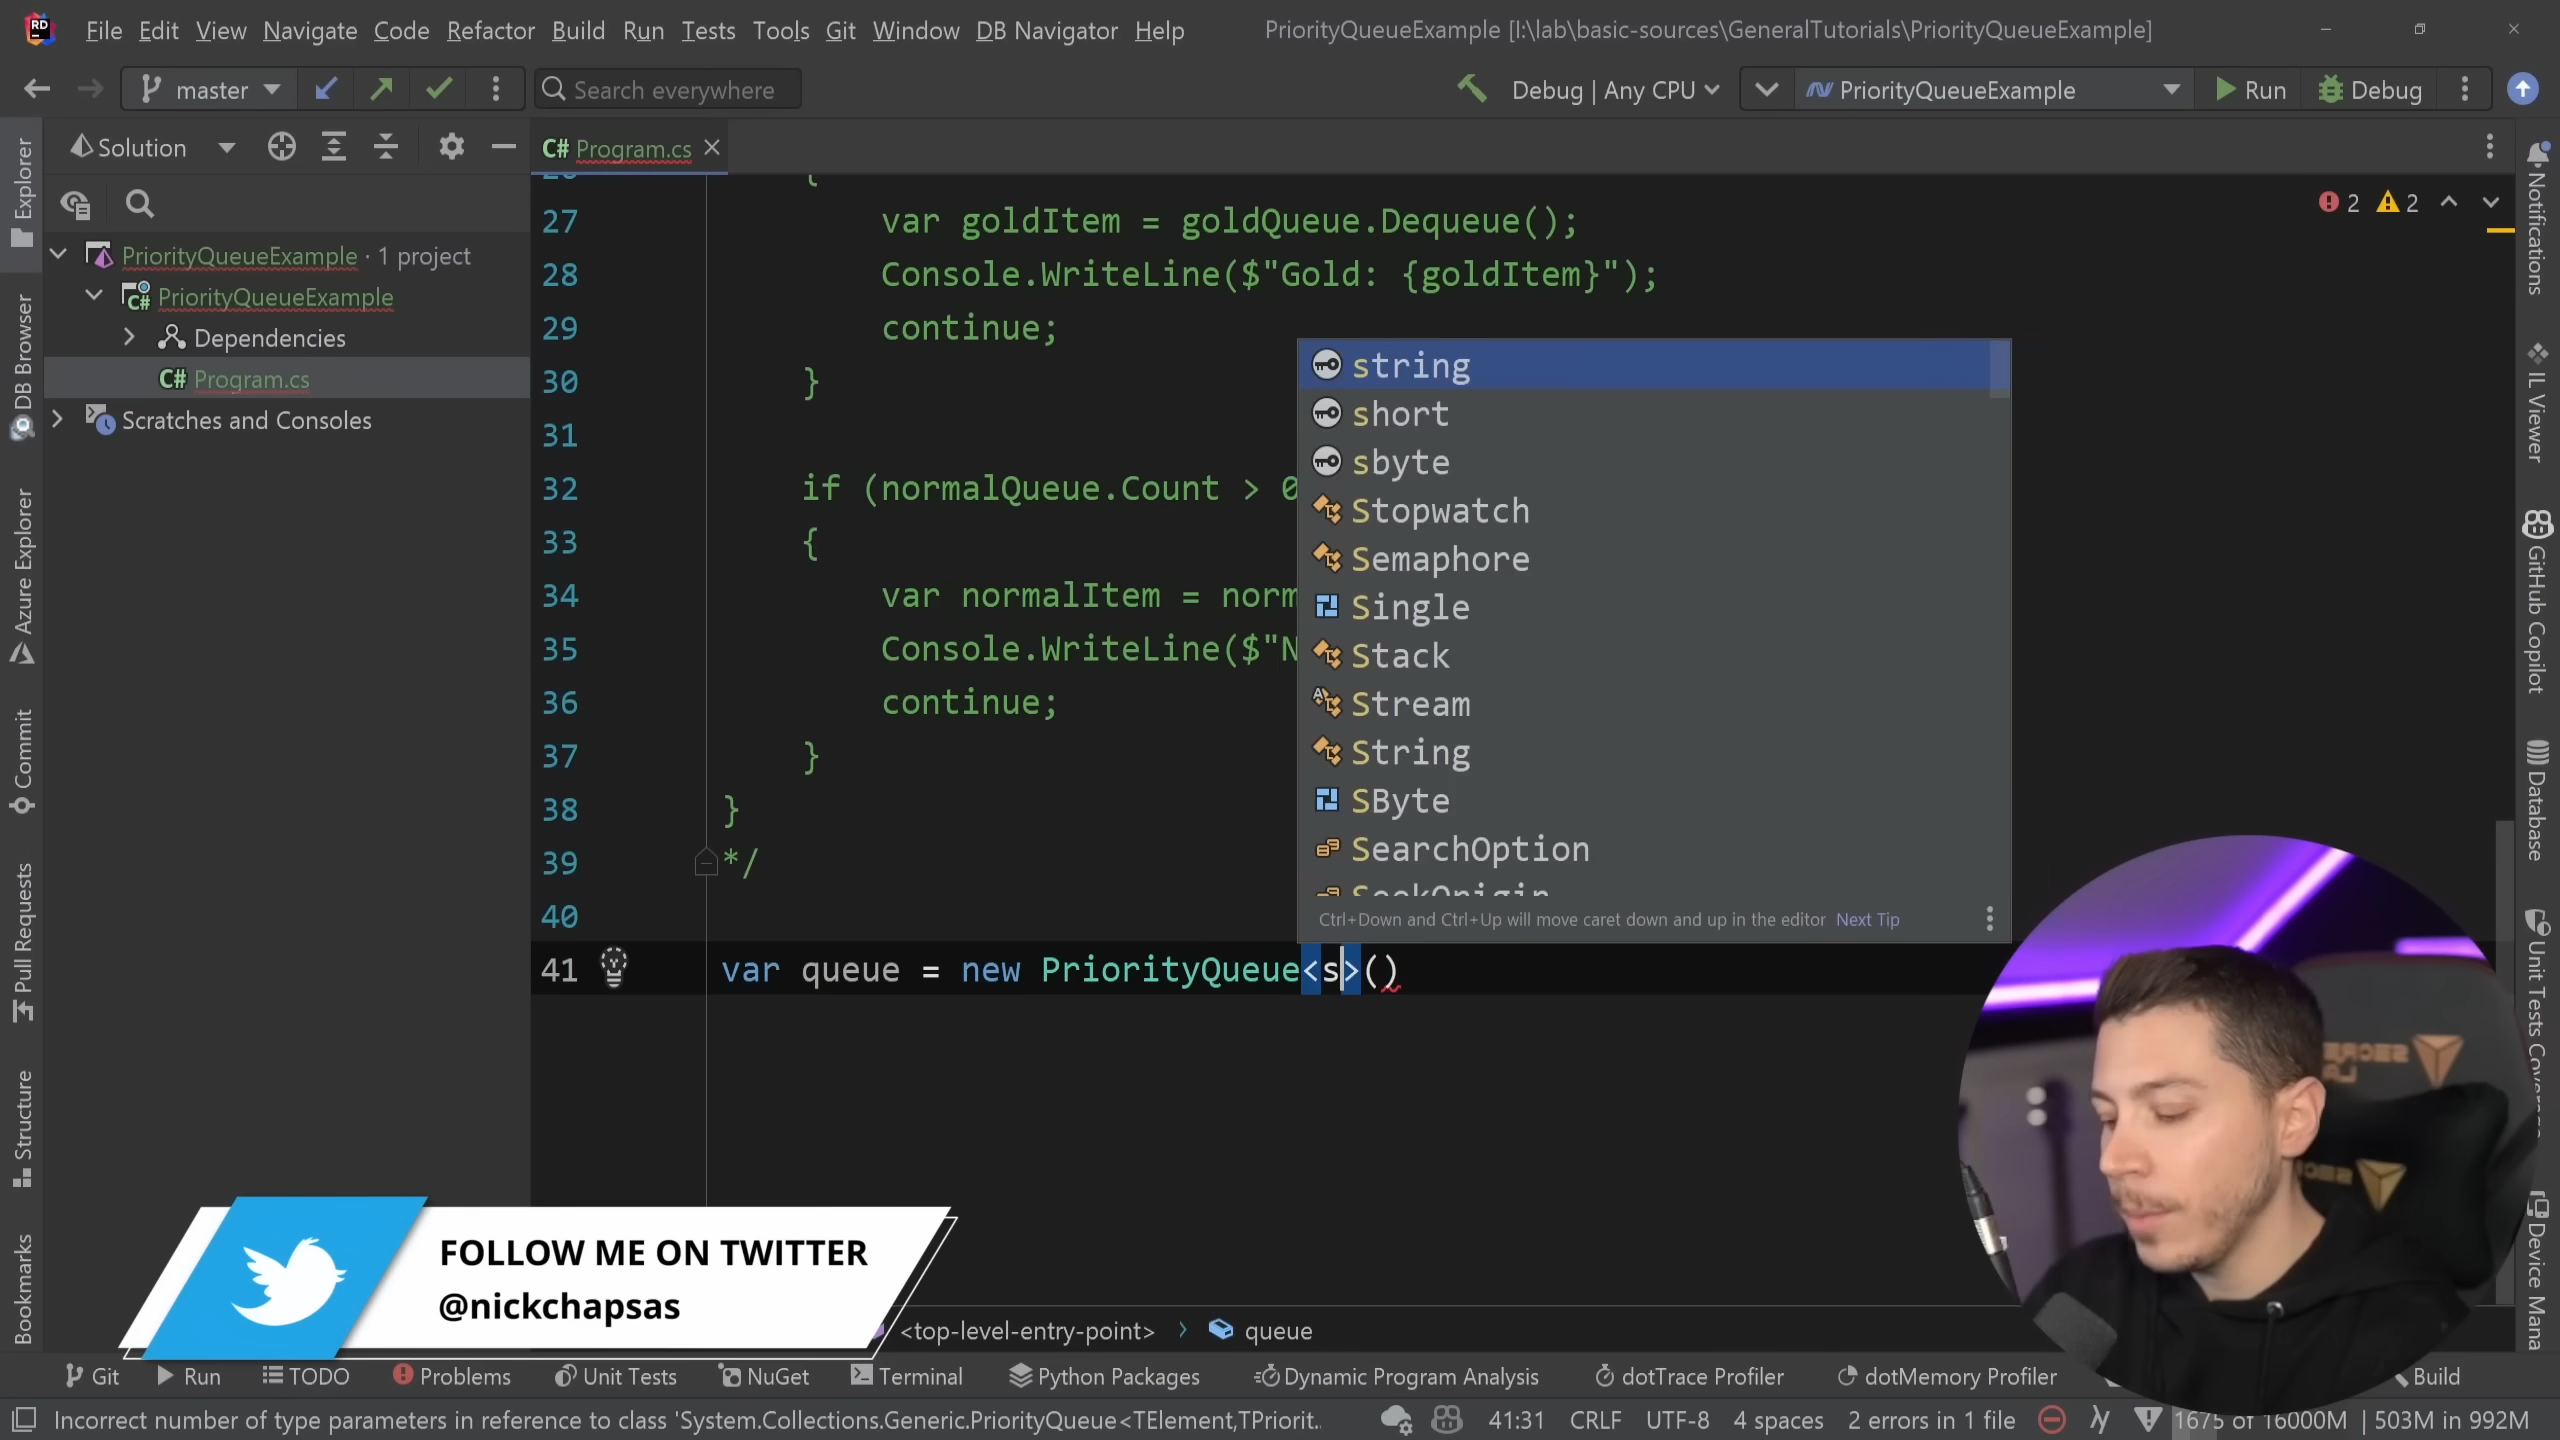 File Edit View Navigate Code Refactor Build Run Tests Tools Git Window DB Navigator Help PriorityQueueExample [I:\lab\basic-sources\GeneralTutorials\PriorityQueueExample]
master Search everywhere Debug | Any CPU PriorityQueueExample Run Debug
Solution C# Program.cs
PriorityQueueExample · 1 project
C# PriorityQueueExample
Dependencies
C# Program.cs
Scratches and Consoles
Explorer
DB Browser
Azure Explorer
Commit
Pull Requests
Structure
Bookmarks
2 2
{
27 var goldItem = goldQueue.Dequeue();
28 Console.WriteLine($"Gold: {goldItem}");
29 continue;
30 }
31
32 if (normalQueue.Count > 0
33 {
34 var normalItem = norm
35 Console.WriteLine($"N
36 continue;
37 }
38 }
39 */
40
41 var queue = new PriorityQueue<s>()
string
short
sbyte
Stopwatch
Semaphore
Single
Stack
Stream
String
SByte
SearchOption
SeekOrigin
Ctrl+Down and Ctrl+Up will move caret down and up in the editor Next Tip
Notifications
IL Viewer
GitHub Copilot
Database
Unit Tests Covera
Device Mana
FOLLOW ME ON TWITTER
@nickchapsas
<top-level-entry-point> › queue
Git Run TODO Problems Unit Tests NuGet Terminal Python Packages Dynamic Program Analysis dotTrace Profiler dotMemory Profiler Build
Incorrect number of type parameters in reference to class 'System.Collections.Generic.PriorityQueue<TElement,TPriorit.. 41:31 CRLF UTF-8 4 spaces 2 errors in 1 file 1675 of 16000M | 503M in 992M